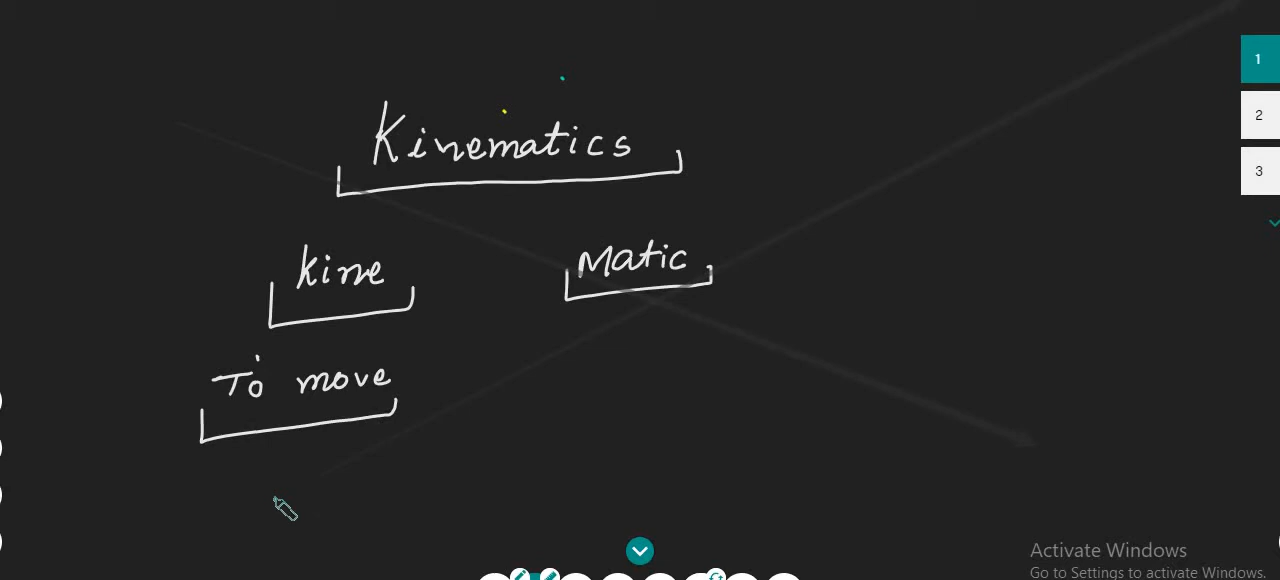 Kinematics
Kine Matic
To move
1
2
3
Activate Windows
Go to Settings to activate Windows.